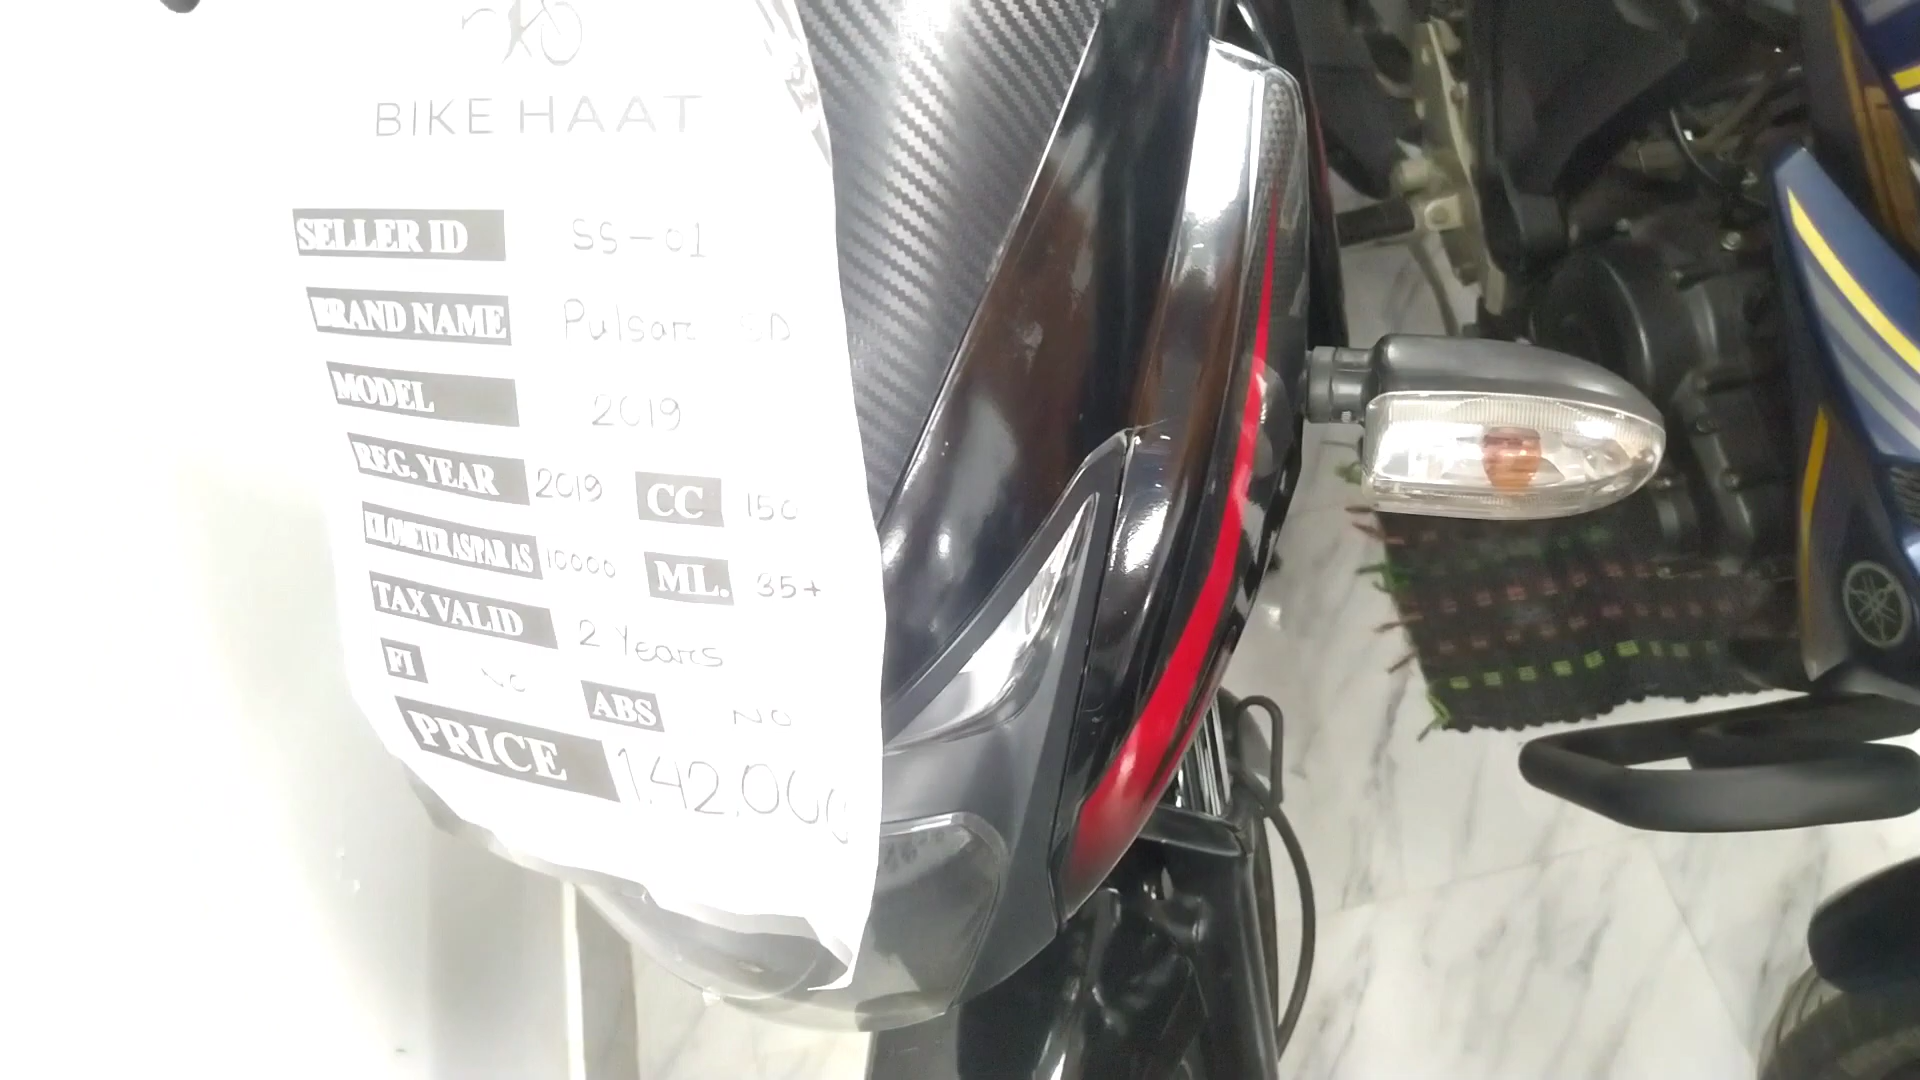 BIKE HAAT
SELLER ID SS-01
BRAND NAME Pulsar SD
MODEL 2019
REG. YEAR 2019 CC 150
KILOMETER AS/PAR AS 10000 ML. 35+
TAX VALID 2 Years
FI NO ABS NO
PRICE 1.42.000